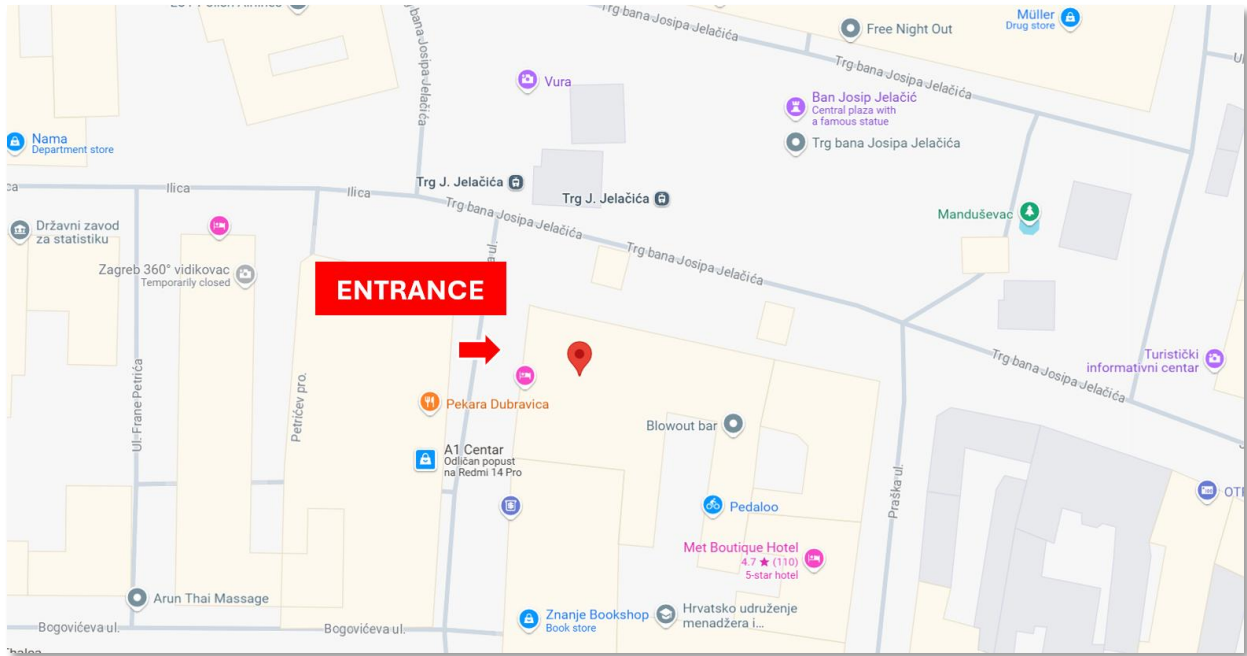 Trg bana Josipa Jelačića
Free Night Out
Müller
Drug store
Trg bana Josipa Jelačića
Trg bana Josipa Jelačića
Vura
Ban Josip Jelačić
Central plaza with
a famous statue
Trg bana Josipa Jelačića
Nama
Department store
Ilica
Ilica
Trg J. Jelačića
Trg J. Jelačića
Trg bana Josipa Jelačića
Trg bana Josipa Jelačića
Manduševac
Državni zavod
za statistiku
Zagreb 360° vidikovac
Temporarily closed
ENTRANCE
Trg bana Josipa Jelačića
Turistički
informativni centar
Ul. Frane Petrića
Petrićev pro.
Pekara Dubravica
Blowout bar
A1 Centar
Odličan popust
na Redmi 14 Pro
Praška ul.
Pedaloo
Met Boutique Hotel
4.7 ★ (110)
5-star hotel
Arun Thai Massage
Znanje Bookshop
Book store
Hrvatsko udruženje
menadžera i...
Bogovićeva ul.
Bogovićeva ul.